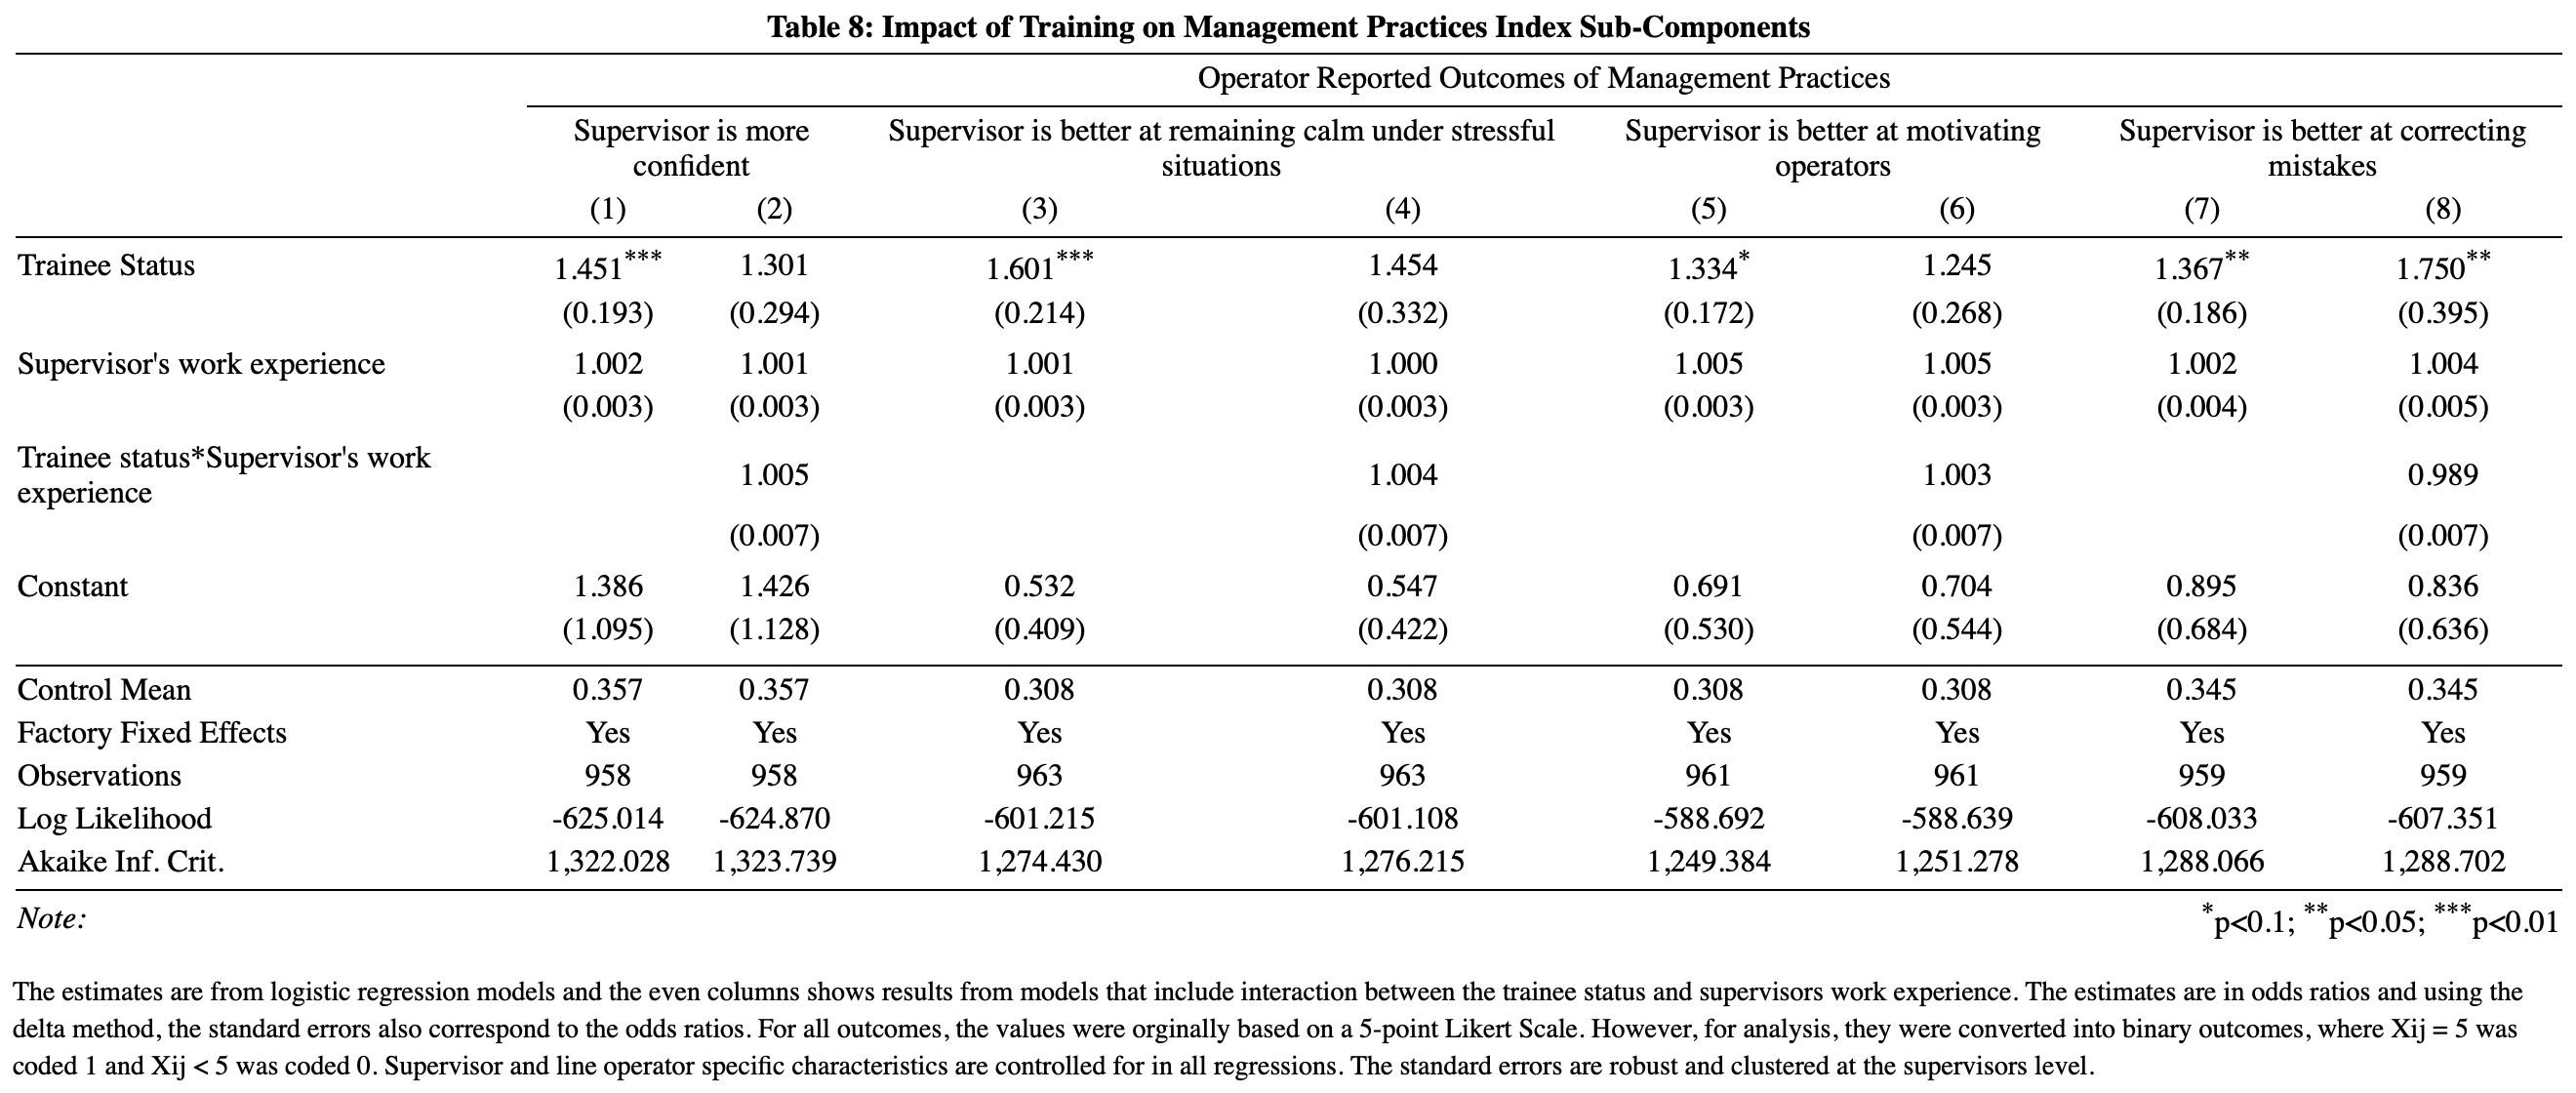 Table 8: Impact of Training on Management Practices Index Sub-Components
Operator Reported Outcomes of Management Practices
Supervisor is more confident Supervisor is better at remaining calm under stressful situations Supervisor is better at motivating operators Supervisor is better at correcting mistakes
(1) (2) (3) (4) (5) (6) (7) (8)
Trainee Status 1.451*** 1.301 1.601*** 1.454 1.334* 1.245 1.367** 1.750**
(0.193) (0.294) (0.214) (0.332) (0.172) (0.268) (0.186) (0.395)
Supervisor's work experience 1.002 1.001 1.001 1.000 1.005 1.005 1.002 1.004
(0.003) (0.003) (0.003) (0.003) (0.003) (0.003) (0.004) (0.005)
Trainee status*Supervisor's work experience 1.005 1.004 1.003 0.989
(0.007) (0.007) (0.007) (0.007)
Constant 1.386 1.426 0.532 0.547 0.691 0.704 0.895 0.836
(1.095) (1.128) (0.409) (0.422) (0.530) (0.544) (0.684) (0.636)
Control Mean 0.357 0.357 0.308 0.308 0.308 0.308 0.345 0.345
Factory Fixed Effects Yes Yes Yes Yes Yes Yes Yes Yes
Observations 958 958 963 963 961 961 959 959
Log Likelihood -625.014 -624.870 -601.215 -601.108 -588.692 -588.639 -608.033 -607.351
Akaike Inf. Crit. 1,322.028 1,323.739 1,274.430 1,276.215 1,249.384 1,251.278 1,288.066 1,288.702
Note: *p<0.1; **p<0.05; ***p<0.01
The estimates are from logistic regression models and the even columns shows results from models that include interaction between the trainee status and supervisors work experience. The estimates are in odds ratios and using the
delta method, the standard errors also correspond to the odds ratios. For all outcomes, the values were orginally based on a 5-point Likert Scale. However, for analysis, they were converted into binary outcomes, where Xij = 5 was
coded 1 and Xij < 5 was coded 0. Supervisor and line operator specific characteristics are controlled for in all regressions. The standard errors are robust and clustered at the supervisors level.